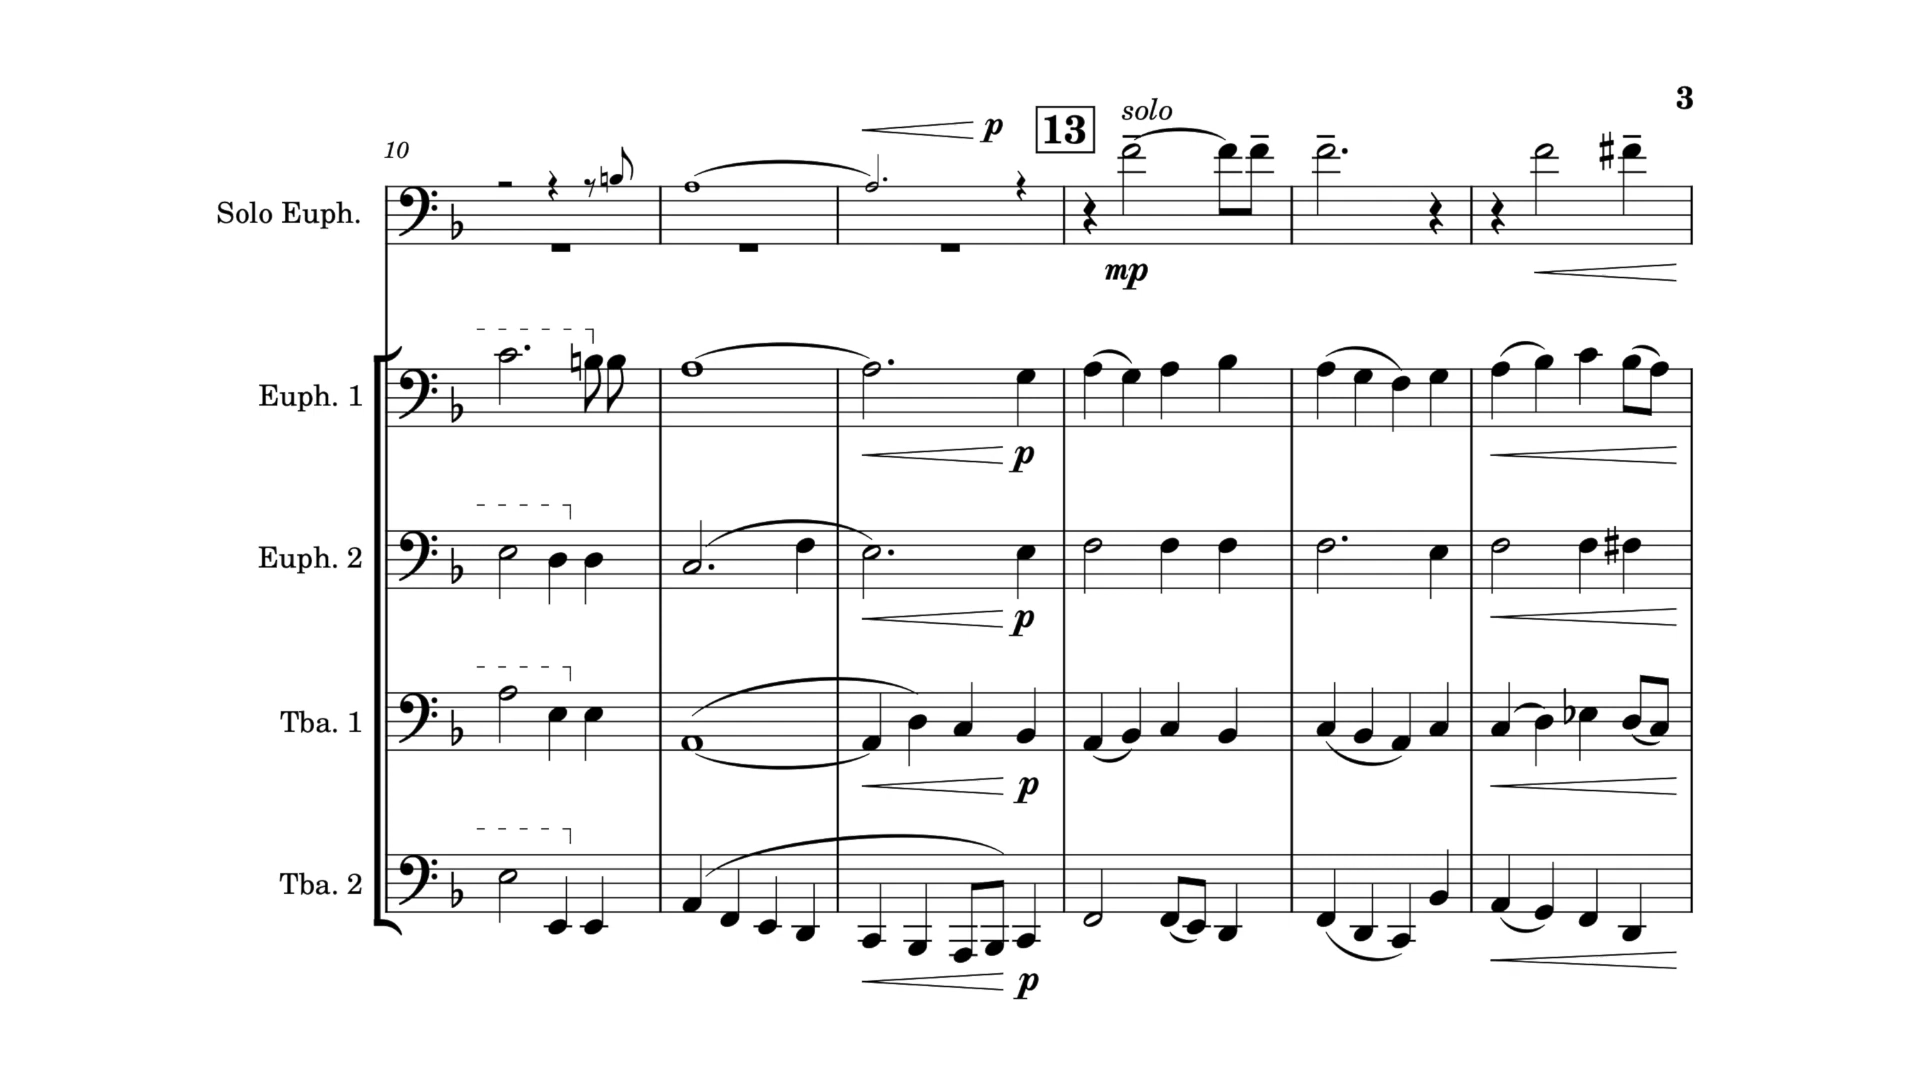 3
solo
p
13
10
Solo Euph.
mp
Euph. 1
p
Euph. 2
p
Tba. 1
p
Tba. 2
p